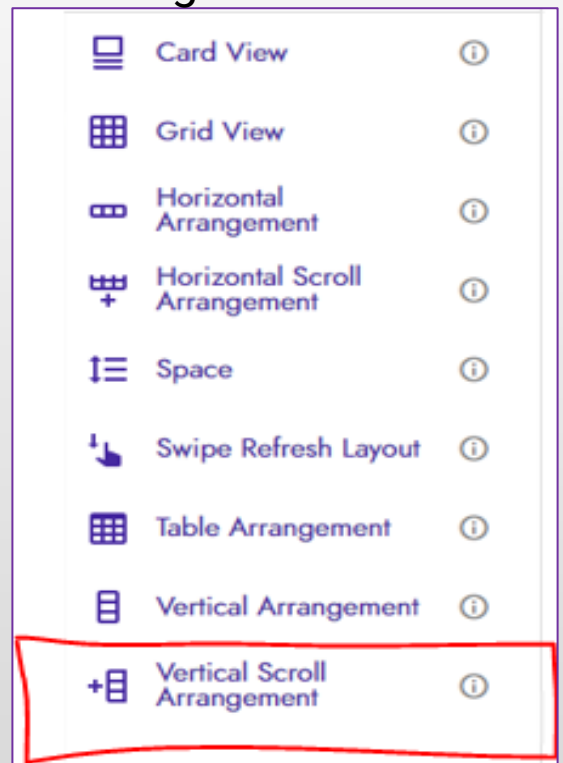 Card View
Grid View
Horizontal
Arrangement
Horizontal Scroll
Arrangement
Space
Swipe Refresh Layout
Table Arrangement
Vertical Arrangement
Vertical Scroll
Arrangement